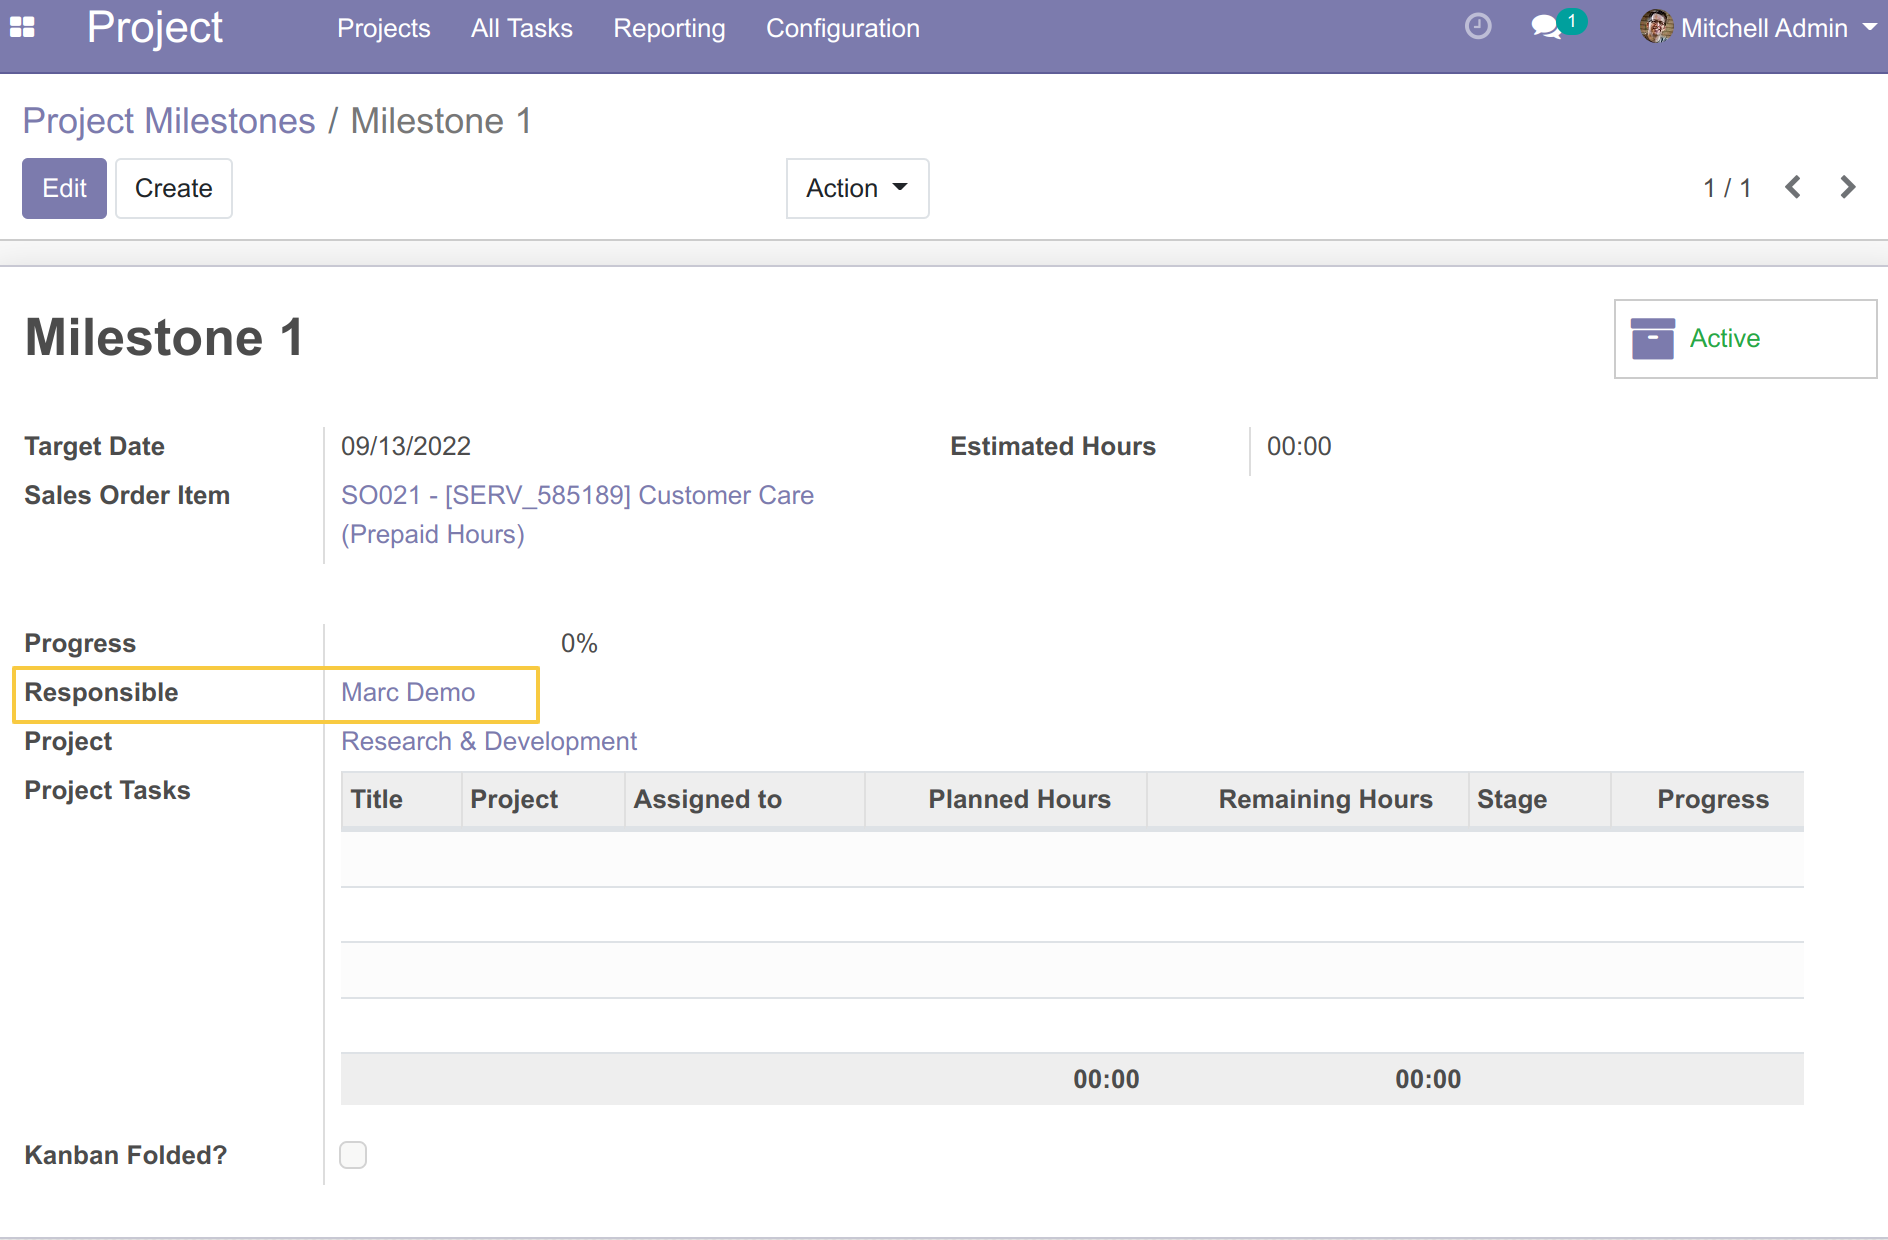 Project Projects All Tasks Reporting Configuration 1 Mitchell Admin
Project Milestones / Milestone 1
Edit Create Action 1 / 1
Milestone 1
Active
Target Date 09/13/2022 Estimated Hours 00:00
Sales Order Item SO021 - [SERV_585189] Customer Care
(Prepaid Hours)
Progress 0%
Responsible Marc Demo
Project Research & Development
Project Tasks
Title Project Assigned to Planned Hours Remaining Hours Stage Progress
00:00 00:00
Kanban Folded?